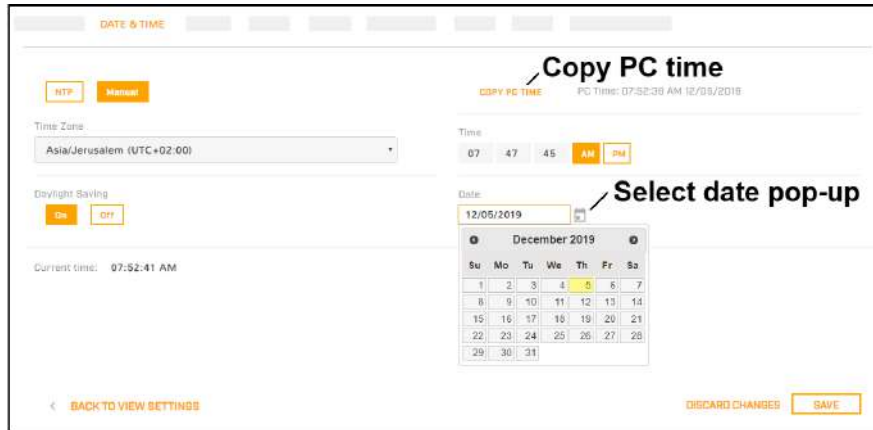 DATE & TIME
Copy PC time
NTP Manual
COPY PC TIME PC Time: 07:52:39 AM 12/05/2019
Time Zone
Asia/Jerusalem (UTC+02:00)
Time
07 47 45 AM PM
Daylight Saving
On Off
Date
Select date pop-up
12/05/2019
December 2019
Su Mo Tu We Th Fr Sa
1 2 3 4 5 6 7
8 9 10 11 12 13 14
15 16 17 18 19 20 21
22 23 24 25 26 27 28
29 30 31
Current time: 07:52:41 AM
BACK TO VIEW SETTINGS
DISCARD CHANGES SAVE